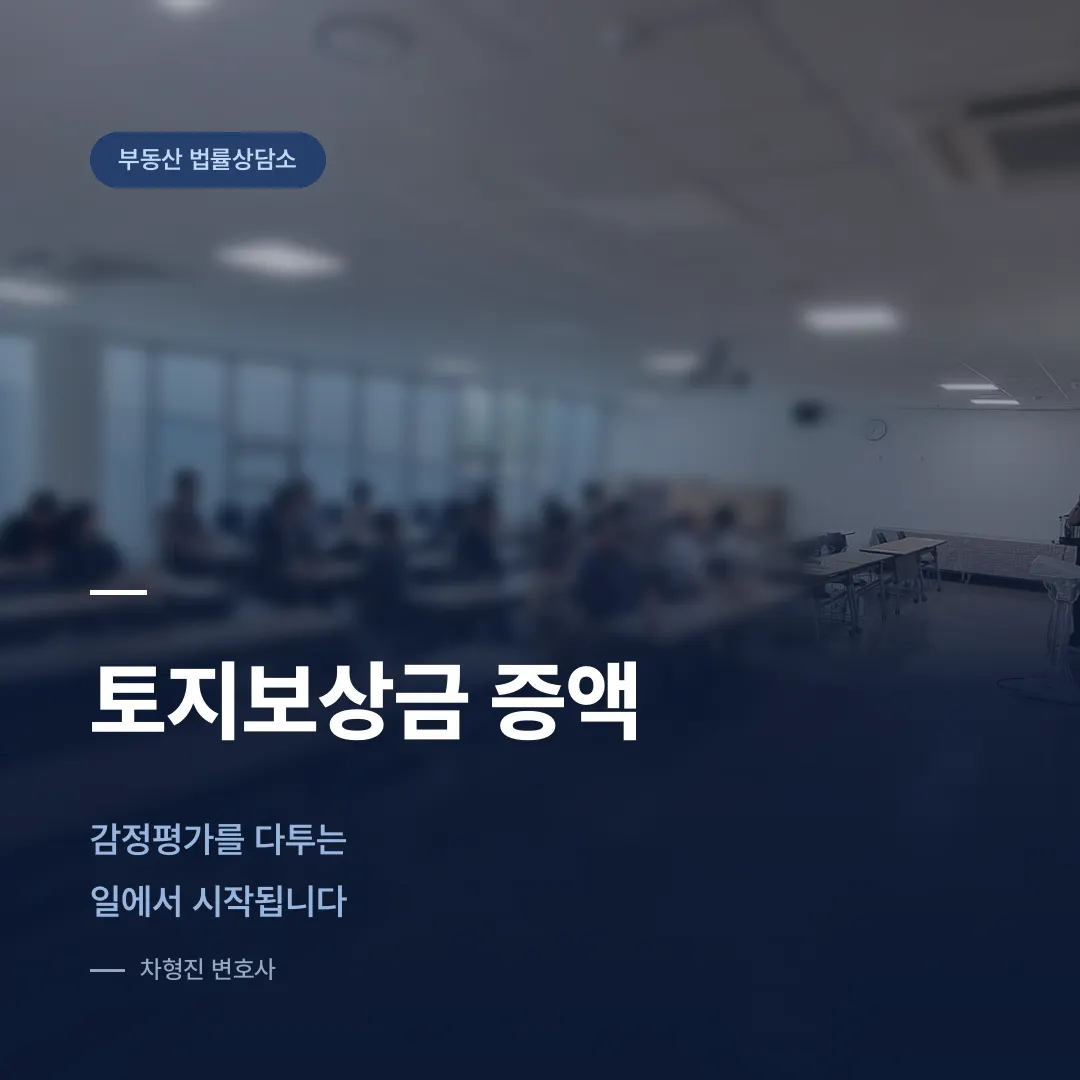 부동산 법률상담소
토지보상금 증액
감정평가를 다투는
일에서 시작됩니다
차형진 변호사